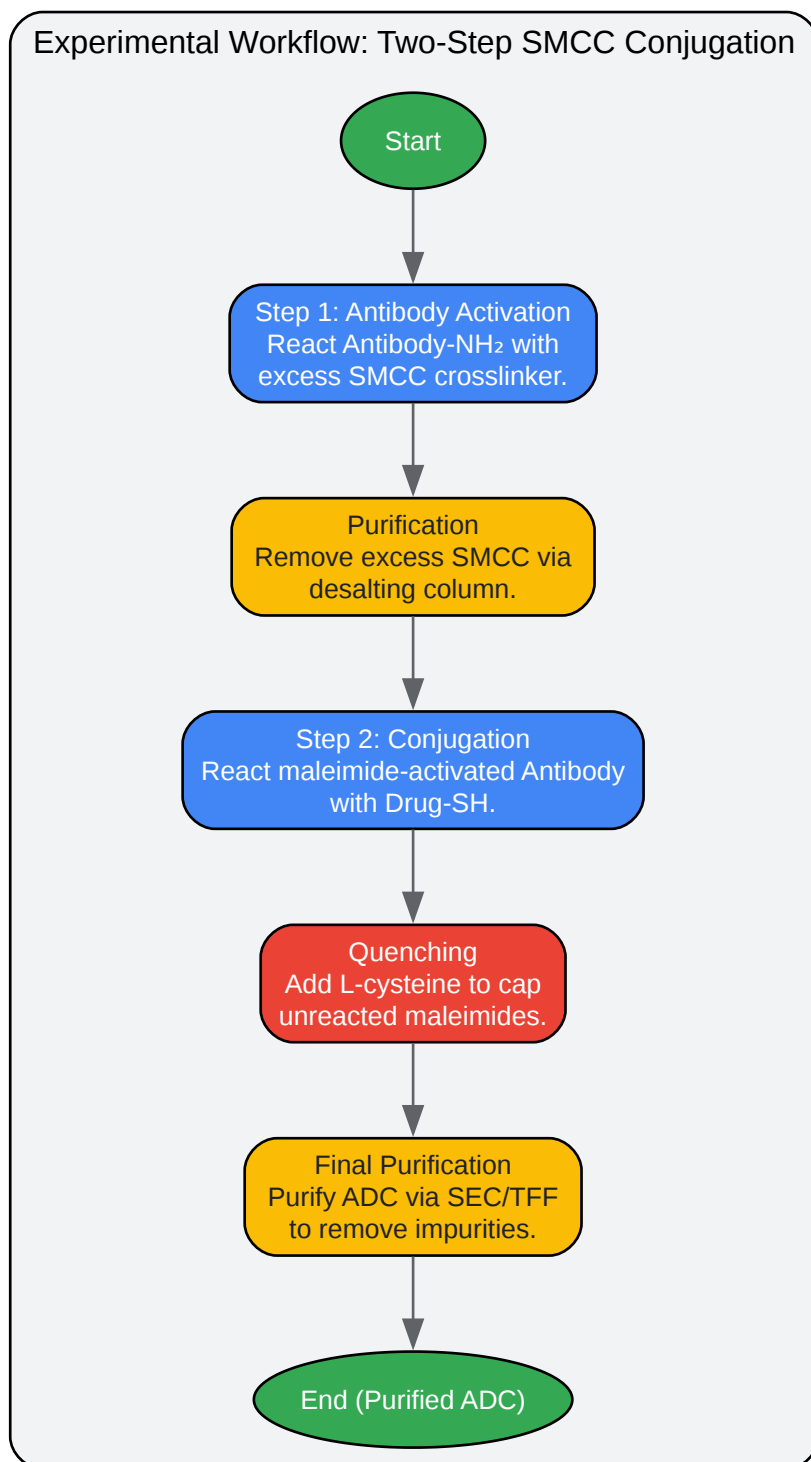 Experimental Workflow: Two-Step SMCC Conjugation
Start
Step 1: Antibody Activation
React Antibody-NH₂ with
excess SMCC crosslinker.
Purification
Remove excess SMCC via
desalting column.
Step 2: Conjugation
React maleimide-activated Antibody
with Drug-SH.
Quenching
Add L-cysteine to cap
unreacted maleimides.
Final Purification
Purify ADC via SEC/TFF
to remove impurities.
End (Purified ADC)